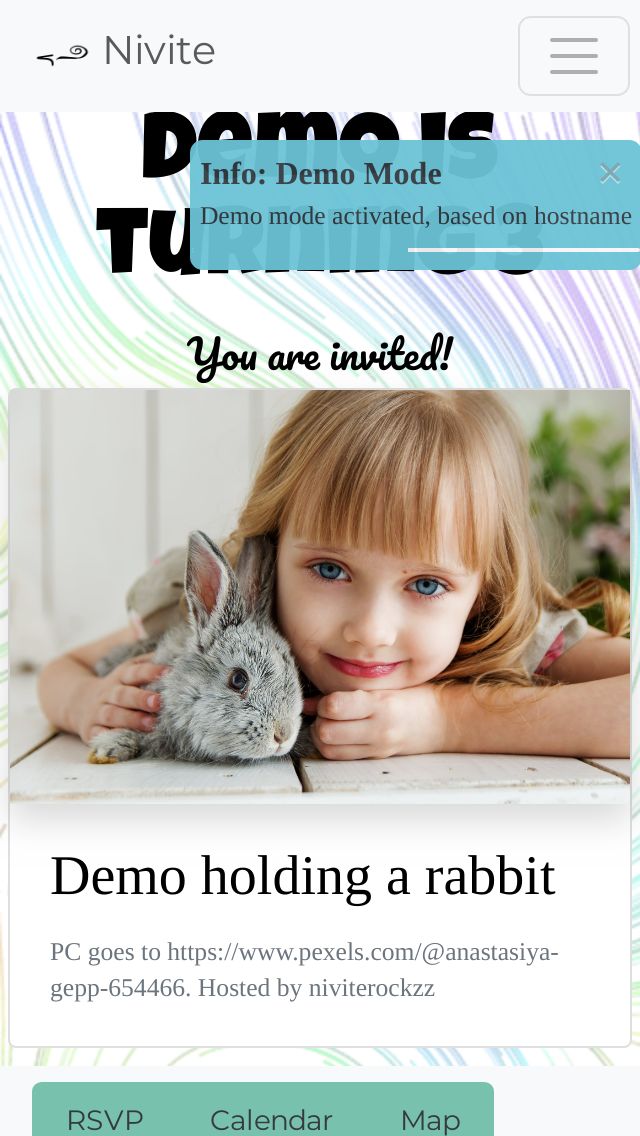 Nivite
Demo is
Turning 3
Info: Demo Mode
×
Demo mode activated, based on hostname
You are invited!
Demo holding a rabbit
PC goes to https://www.pexels.com/@anastasiya-
gepp-654466. Hosted by niviterockzz
RSVP Calendar Map